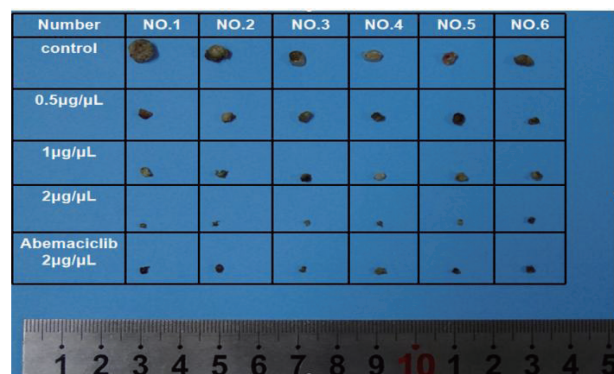 Number NO.1 NO.2 NO.3 NO.4 NO.5 NO.6
control
0.5μg/μL
1μg/μL
2μg/μL
Abemaciclib
2μg/μL
1 2 3 4 5 6 7 8 9 10 1 2 3 4 5